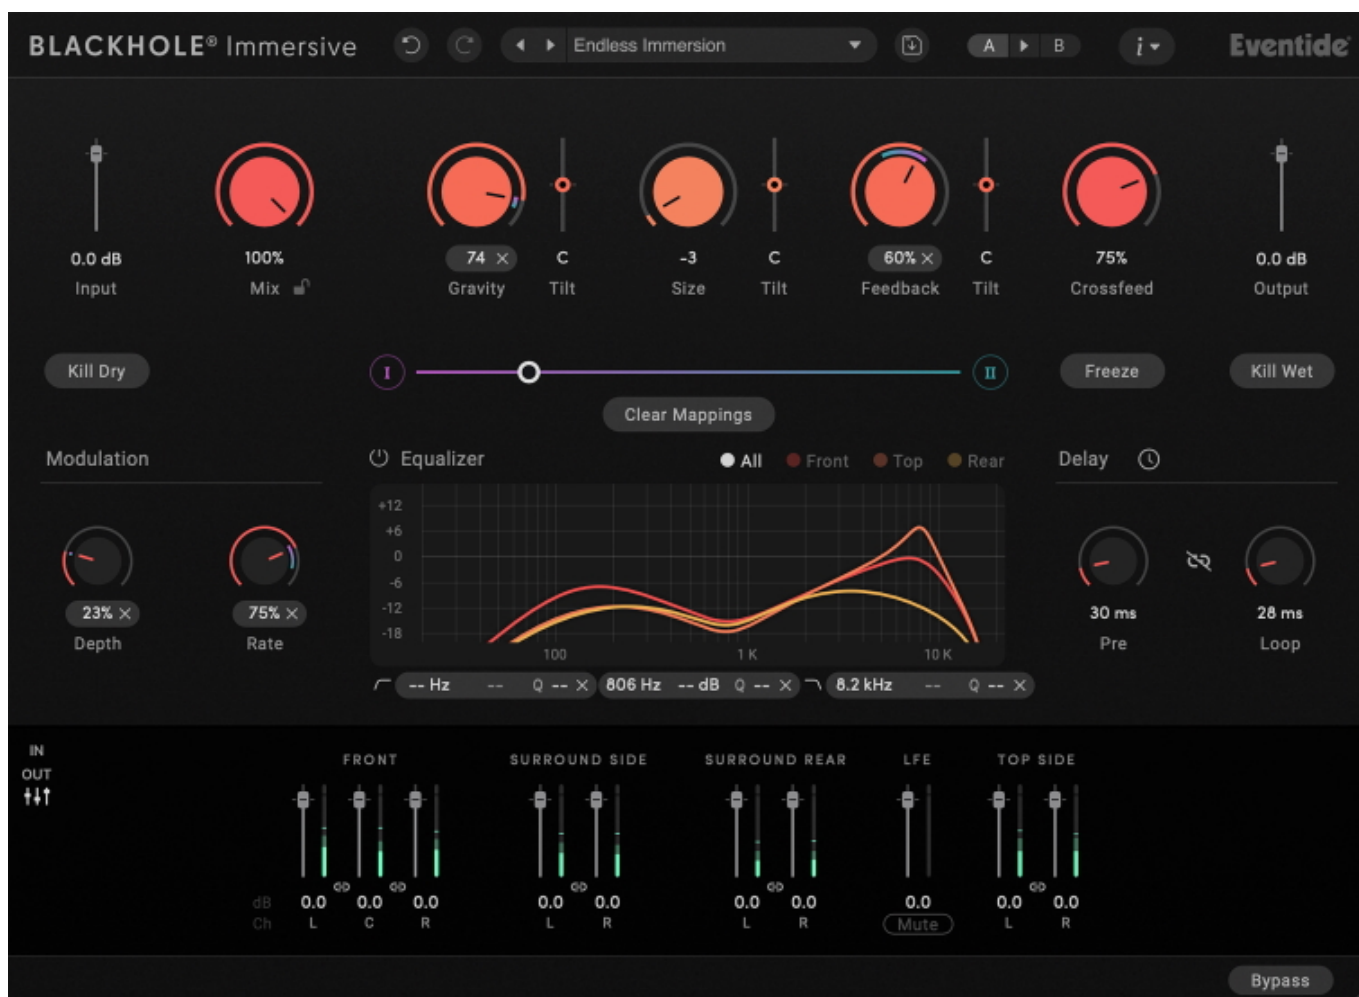 BLACKHOLE® Immersive Endless Immersion A B i Eventide
0.0 dB 100% 74 × C -3 C 60% × C 75% 0.0 dB
Input Mix Gravity Tilt Size Tilt Feedback Tilt Crossfeed Output
Kill Dry I II Freeze Kill Wet
Clear Mappings
Modulation Equalizer All Front Top Rear Delay
+12
+6
0
-6
-12
-18
100 1 K 10 K
23% × 75% × 30 ms 28 ms
Depth Rate Pre Loop
-- Hz -- Q -- × 806 Hz -- dB Q -- × 8.2 kHz -- Q -- ×
IN
OUT
FRONT SURROUND SIDE SURROUND REAR LFE TOP SIDE
dB 0.0 0.0 0.0 0.0 0.0 0.0 0.0 0.0 0.0 0.0
Ch L C R L R L R Mute L R
Bypass